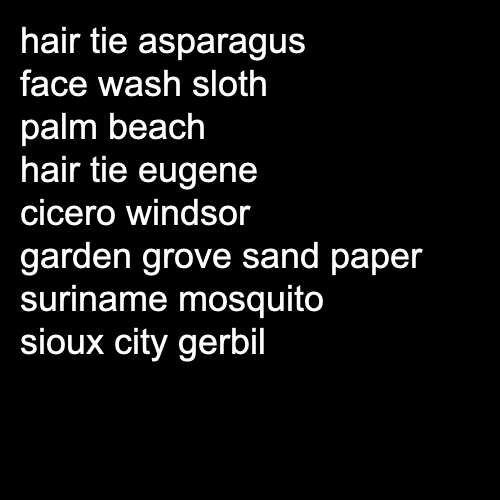 hair tie asparagus
face wash sloth
palm beach
hair tie eugene
cicero windsor
garden grove sand paper
suriname mosquito
sioux city gerbil